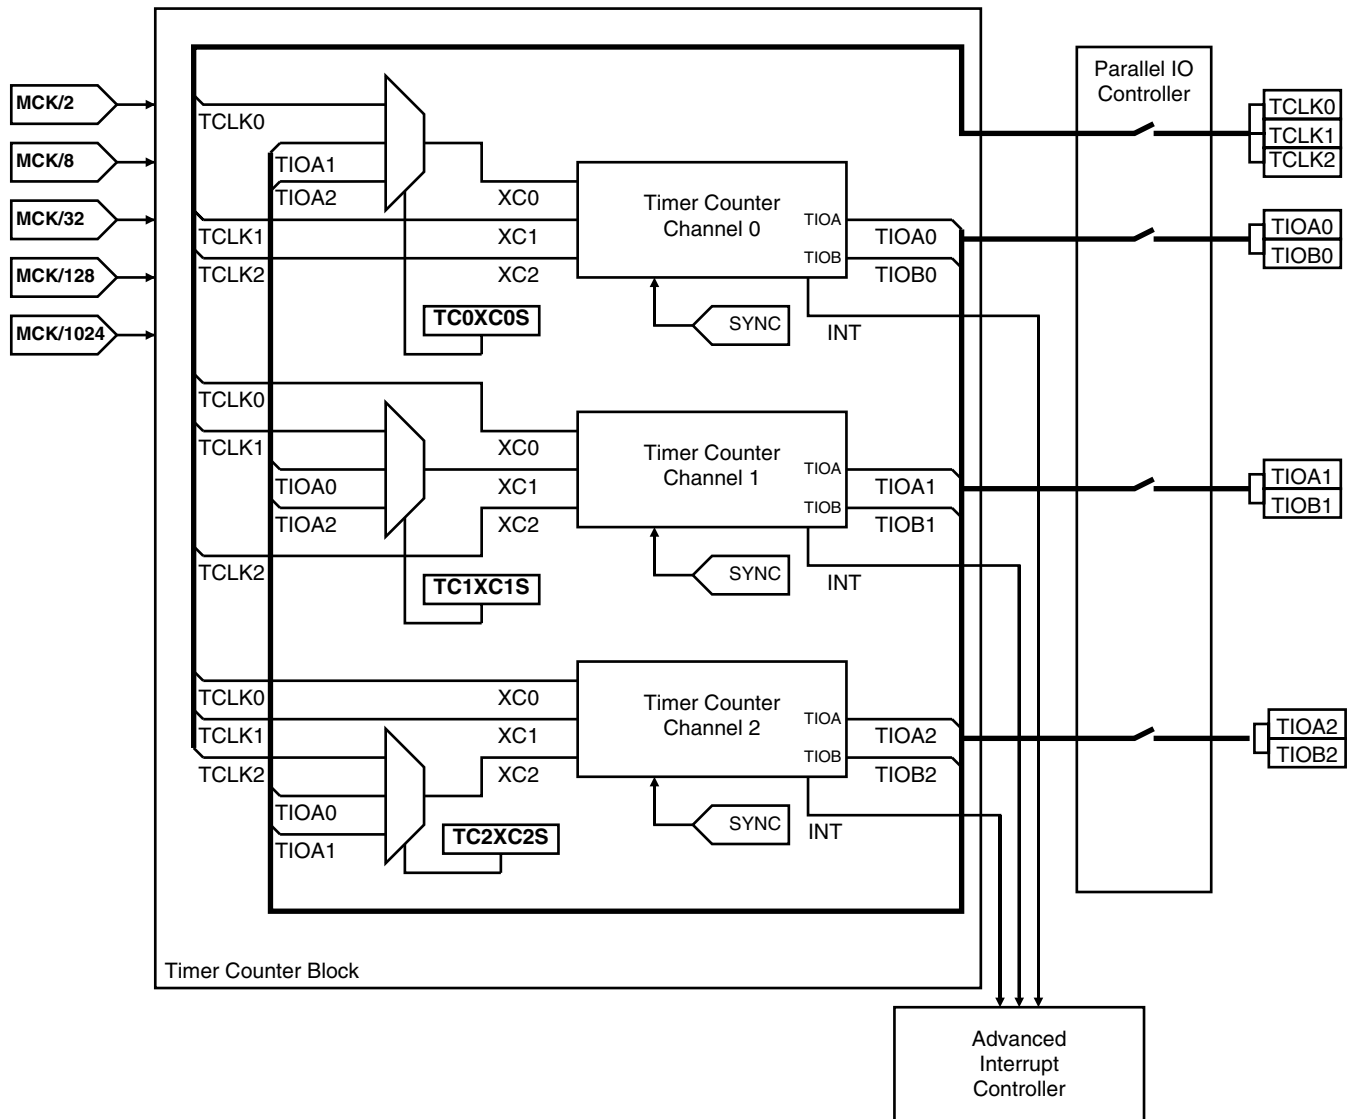 MCK/2
MCK/8
MCK/32
MCK/128
MCK/1024
TCLK0
TIOA1
TIOA2
XC0
TCLK1
XC1
TCLK2
XC2
Timer Counter
Channel 0
TIOA
TIOB
TIOA0
TIOB0
TC0XC0S
SYNC
INT
TCLK0
TCLK1
XC0
TIOA0
XC1
TIOA2
XC2
TCLK2
Timer Counter
Channel 1
TIOA
TIOB
TIOA1
TIOB1
TC1XC1S
SYNC
INT
TCLK0
XC0
TCLK1
XC1
TCLK2
XC2
TIOA0
TIOA1
Timer Counter
Channel 2
TIOA
TIOB
TIOA2
TIOB2
TC2XC2S
SYNC
INT
Timer Counter Block
Parallel IO
Controller
TCLK0
TCLK1
TCLK2
TIOA0
TIOB0
TIOA1
TIOB1
TIOA2
TIOB2
Advanced
Interrupt
Controller